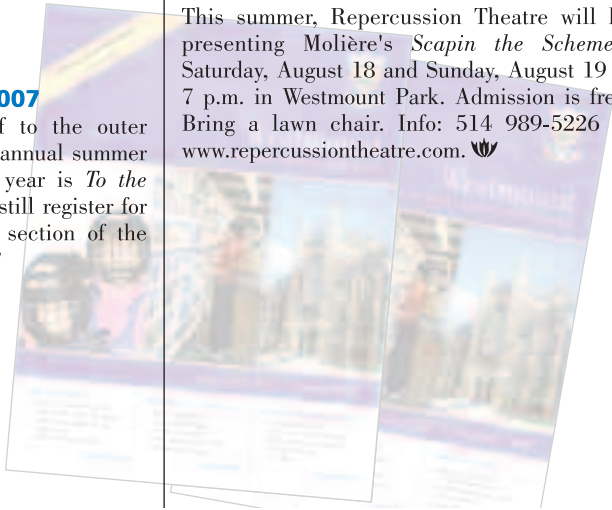 007
f to the outer
annual summer
year is To the
still register for
section of the
This summer, Repercussion Theatre will
presenting Molière's Scapin the Scheme
Saturday, August 18 and Sunday, August 19
7 p.m. in Westmount Park. Admission is fre
Bring a lawn chair. Info: 514 989-5226
www.repercussiontheatre.com.